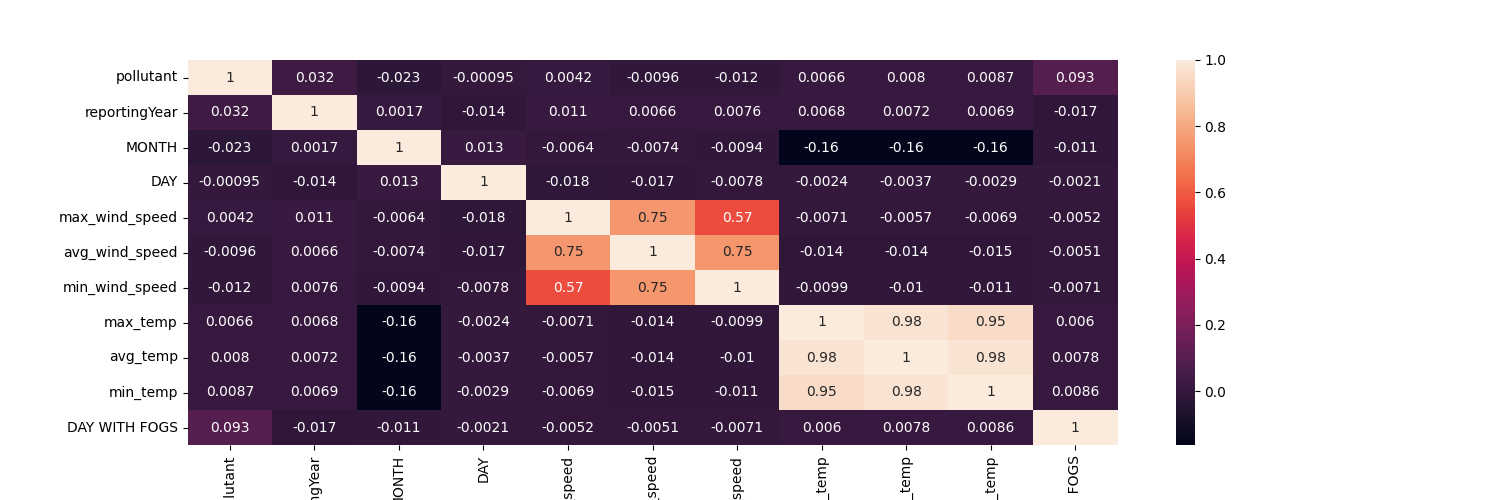 pollutant 1 0.032 -0.023 -0.00095 0.0042 -0.0096 -0.012 0.0066 0.008 0.0087 0.093
reportingYear 0.032 1 0.0017 -0.014 0.011 0.0066 0.0076 0.0068 0.0072 0.0069 -0.017
MONTH -0.023 0.0017 1 0.013 -0.0064 -0.0074 -0.0094 -0.16 -0.16 -0.16 -0.011
DAY -0.00095 -0.014 0.013 1 -0.018 -0.017 -0.0078 -0.0024 -0.0037 -0.0029 -0.0021
max_wind_speed 0.0042 0.011 -0.0064 -0.018 1 0.75 0.57 -0.0071 -0.0057 -0.0069 -0.0052
avg_wind_speed -0.0096 0.0066 -0.0074 -0.017 0.75 1 0.75 -0.014 -0.014 -0.015 -0.0051
min_wind_speed -0.012 0.0076 -0.0094 -0.0078 0.57 0.75 1 -0.0099 -0.01 -0.011 -0.0071
max_temp 0.0066 0.0068 -0.16 -0.0024 -0.0071 -0.014 -0.0099 1 0.98 0.95 0.006
avg_temp 0.008 0.0072 -0.16 -0.0037 -0.0057 -0.014 -0.01 0.98 1 0.98 0.0078
min_temp 0.0087 0.0069 -0.16 -0.0029 -0.0069 -0.015 -0.011 0.95 0.98 1 0.0086
DAY WITH FOGS 0.093 -0.017 -0.011 -0.0021 -0.0052 -0.0051 -0.0071 0.006 0.0078 0.0086 1
lutant
gYear
ONTH
DAY
speed
_speed
speed
_temp
_temp
_temp
FOGS
1.0
0.8
0.6
0.4
0.2
0.0